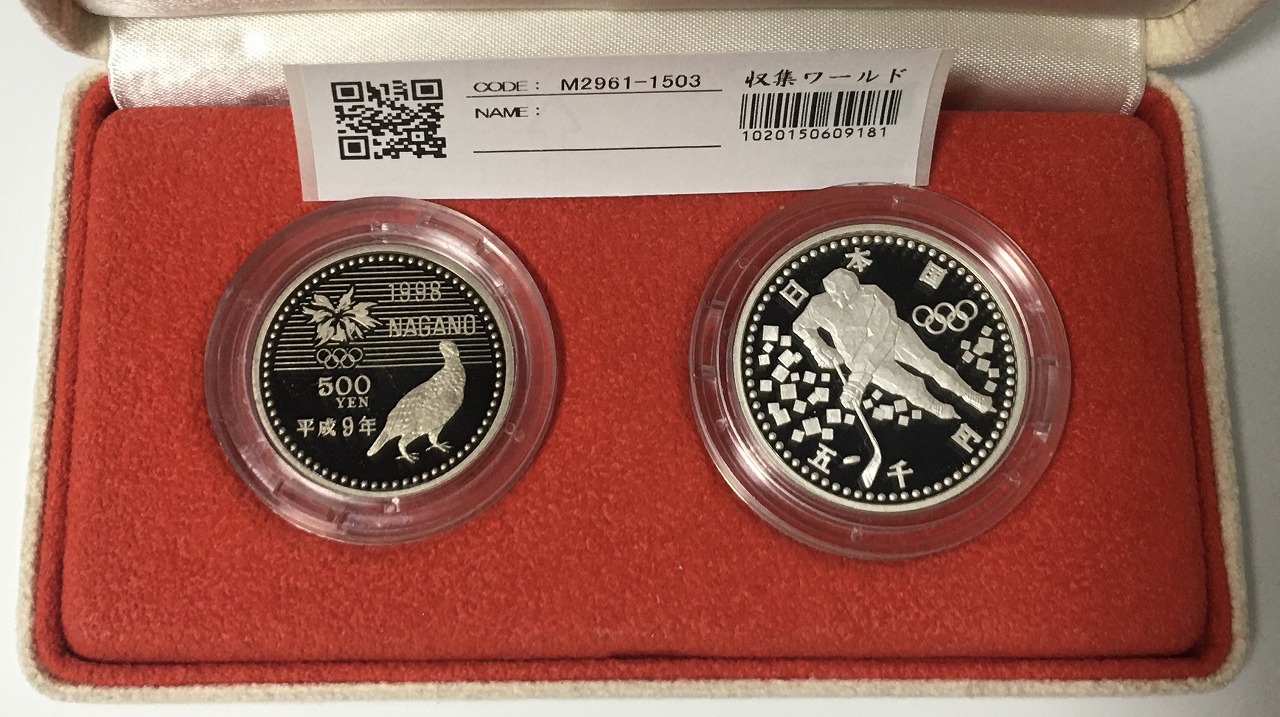 CODE: M2961-1503
NAME:
収集ワールド
1020150609181
1998
NAGANO
500
YEN
平成9年
日本国
五千円